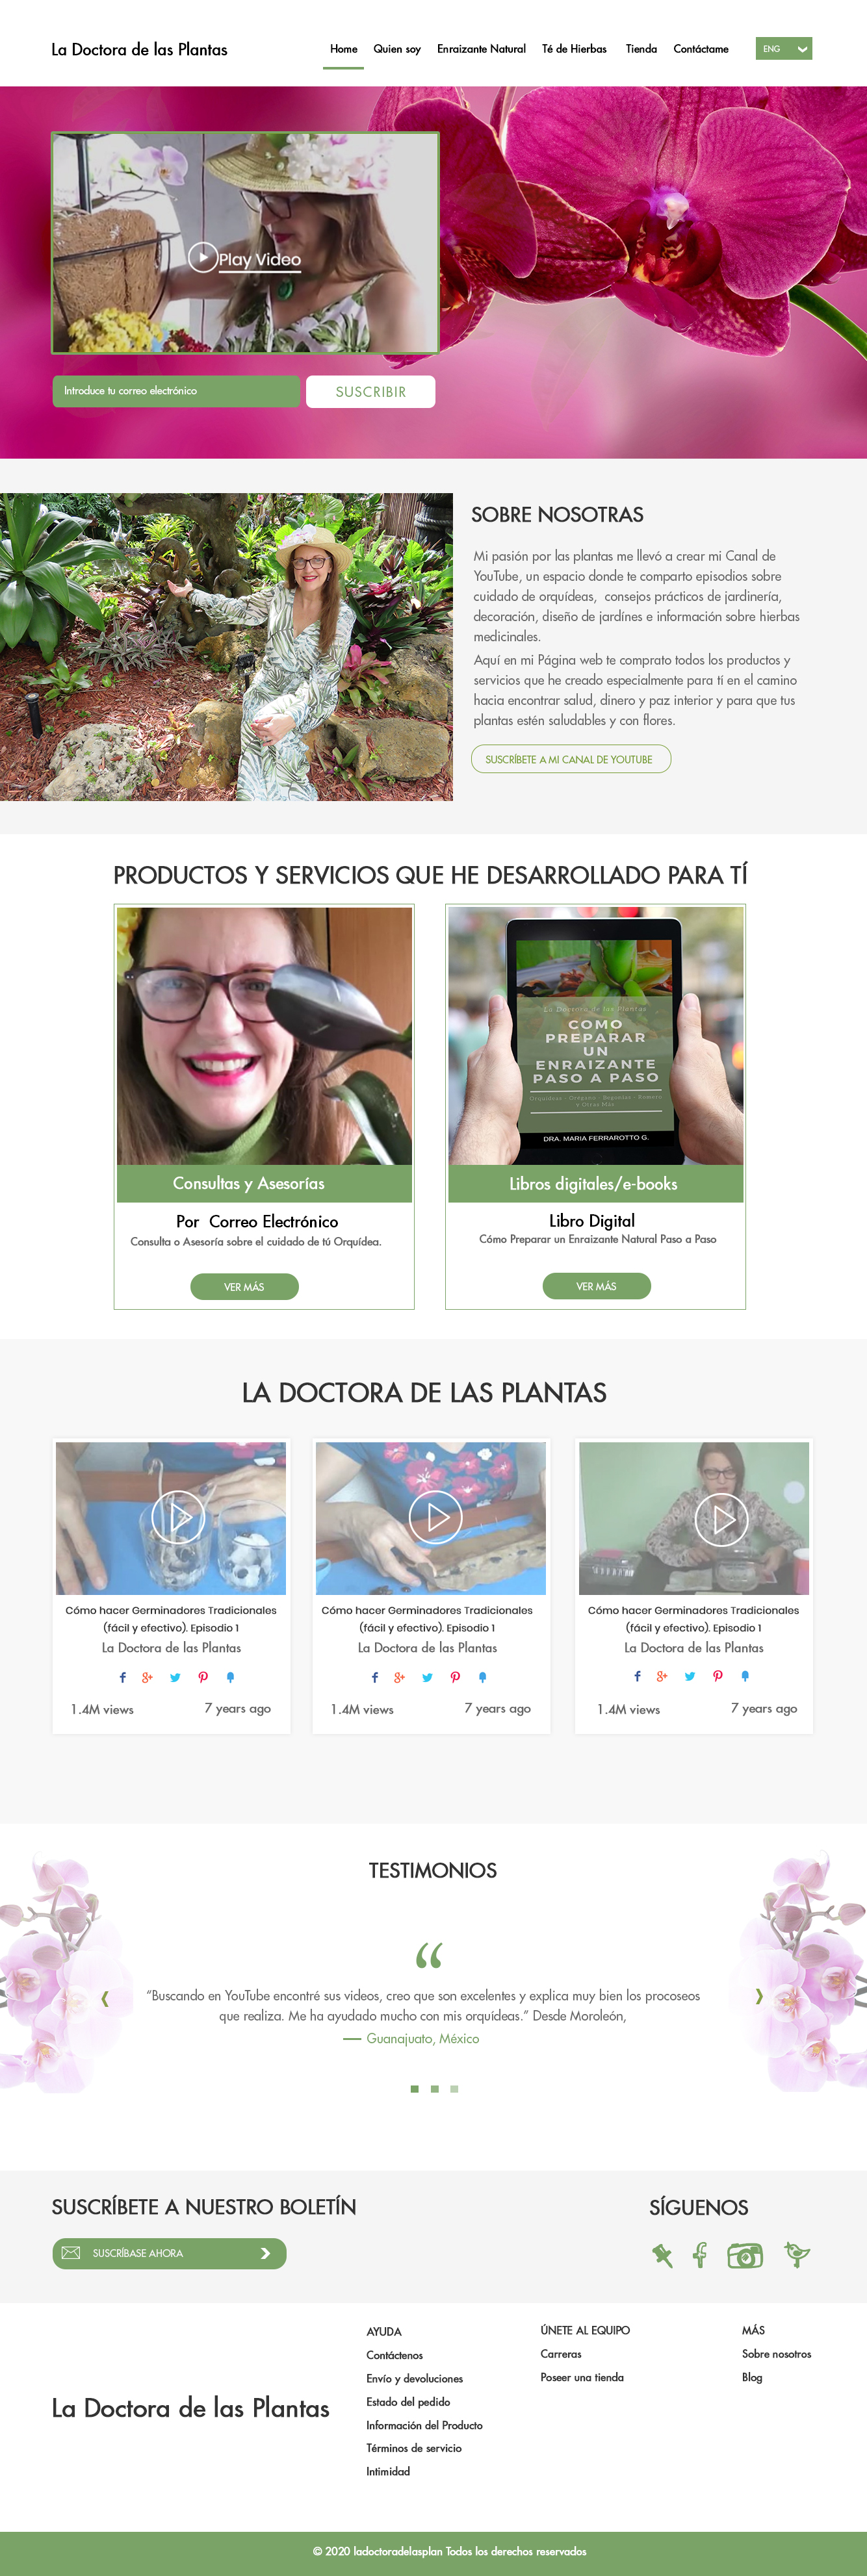 La Doctora de las Plantas
Home Quien soy Enraizante Natural Té de Hierbas Tienda Contáctame
ENG
Play Video
Introduce tu correo electrónico
SUSCRIBIR
SOBRE NOSOTRAS
Mi pasión por las plantas me llevó a crear mi Canal de
YouTube, un espacio donde te comparto episodios sobre
cuidado de orquídeas, consejos prácticos de jardinería,
decoración, diseño de jardínes e información sobre hierbas
medicinales.
Aquí en mi Página web te comprato todos los productos y
servicios que he creado especialmente para tí en el camino
hacia encontrar salud, dinero y paz interior y para que tus
plantas estén saludables y con flores.
SUSCRÍBETE A MI CANAL DE YOUTUBE
PRODUCTOS Y SERVICIOS QUE HE DESARROLLADO PARA TÍ
Consultas y Asesorías
Por Correo Electrónico
Consulta o Asesoría sobre el cuidado de tú Orquídea.
VER MÁS
La Doctora de las Plantas
COMO
PREPARAR
UN
ENRAIZANTE
PASO A PASO
Orquídeas - Orégano - Begonias - Romero
o Otras Más
DRA. MARIA FERRAROTTO G.
Libros digitales/e-books
Libro Digital
Cómo Preparar un Enraizante Natural Paso a Paso
VER MÁS
LA DOCTORA DE LAS PLANTAS
Cómo hacer Germinadores Tradicionales
(fácil y efectivo). Episodio 1
La Doctora de las Plantas
1.4M views 7 years ago
Cómo hacer Germinadores Tradicionales
(fácil y efectivo). Episodio 1
La Doctora de las Plantas
1.4M views 7 years ago
Cómo hacer Germinadores Tradicionales
(fácil y efectivo). Episodio 1
La Doctora de las Plantas
1.4M views 7 years ago
TESTIMONIOS
“
“Buscando en YouTube encontré sus videos, creo que son excelentes y explica muy bien los procoseos
que realiza. Me ha ayudado mucho con mis orquídeas.” Desde Moroleón,
— Guanajuato, México
SUSCRÍBETE A NUESTRO BOLETÍN
SUSCRÍBASE AHORA
SÍGUENOS
La Doctora de las Plantas
AYUDA
Contáctenos
Envío y devoluciones
Estado del pedido
Información del Producto
Términos de servicio
Intimidad
ÚNETE AL EQUIPO
Carreras
Poseer una tienda
MÁS
Sobre nosotros
Blog
© 2020 ladoctoradelasplan Todos los derechos reservados